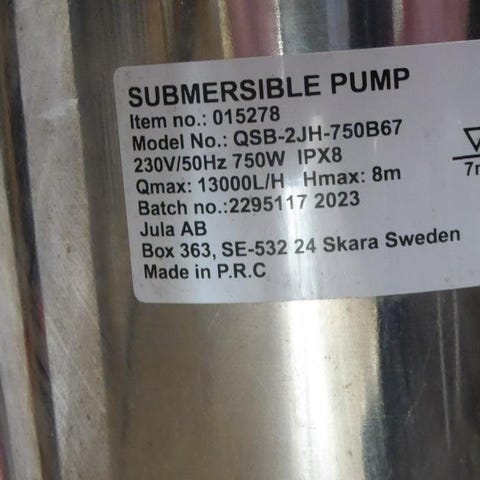 SUBMERSIBLE PUMP
Item no.: 015278
Model No.: QSB-2JH-750B67
230V/50Hz 750W IPX8
Qmax: 13000L/H Hmax: 8m
Batch no.:2295117 2023
Jula AB
Box 363, SE-532 24 Skara Sweden
Made in P.R.C